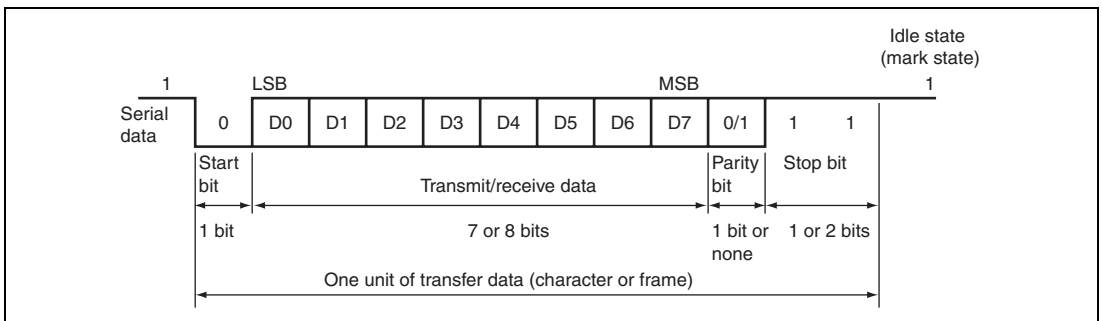 Idle state
(mark state)
1 LSB MSB 1
Serial
data
0 D0 D1 D2 D3 D4 D5 D6 D7 0/1 1 1
Start
bit
Transmit/receive data
Parity
bit
Stop bit
1 bit
7 or 8 bits
1 bit or
none
1 or 2 bits
One unit of transfer data (character or frame)